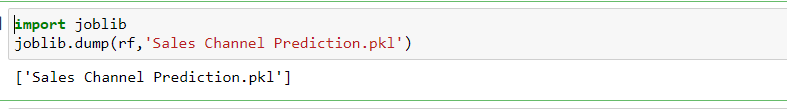 import joblib
joblib.dump(rf,'Sales Channel Prediction.pkl')
['Sales Channel Prediction.pkl']